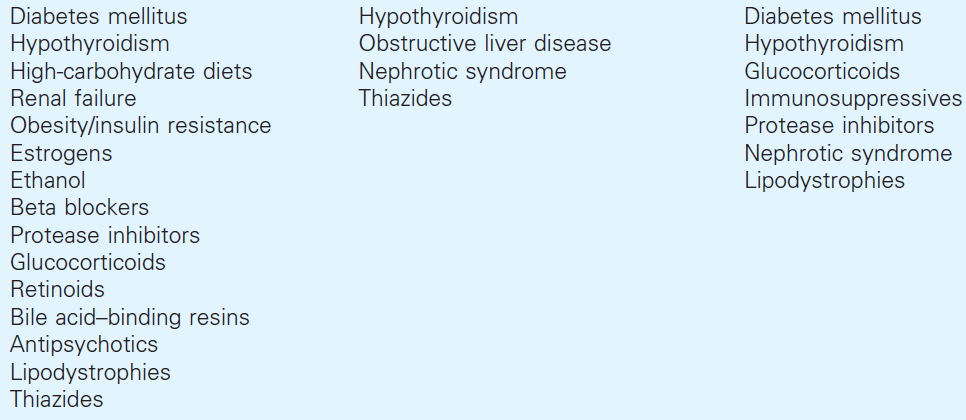 Diabetes mellitus
Hypothyroidism
High-carbohydrate diets
Renal failure
Obesity/insulin resistance
Estrogens
Ethanol
Beta blockers
Protease inhibitors
Glucocorticoids
Retinoids
Bile acid–binding resins
Antipsychotics
Lipodystrophies
Thiazides
Hypothyroidism
Obstructive liver disease
Nephrotic syndrome
Thiazides
Diabetes mellitus
Hypothyroidism
Glucocorticoids
Immunosuppressives
Protease inhibitors
Nephrotic syndrome
Lipodystrophies